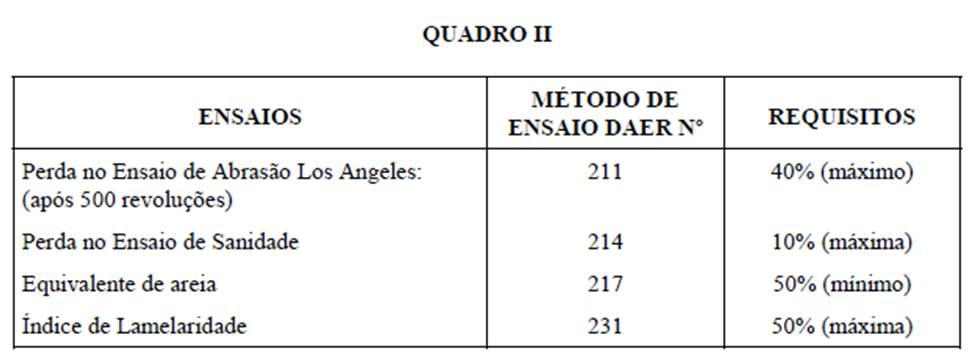 QUADRO II
ENSAIOS
MÉTODO DE
ENSAIO DAER Nº
REQUISITOS
Perda no Ensaio de Abrasão Los Angeles:
(após 500 revoluções)
211
40% (máximo)
Perda no Ensaio de Sanidade
214
10% (máxima)
Equivalente de areia
217
50% (mínimo)
Índice de Lamelaridade
231
50% (máxima)